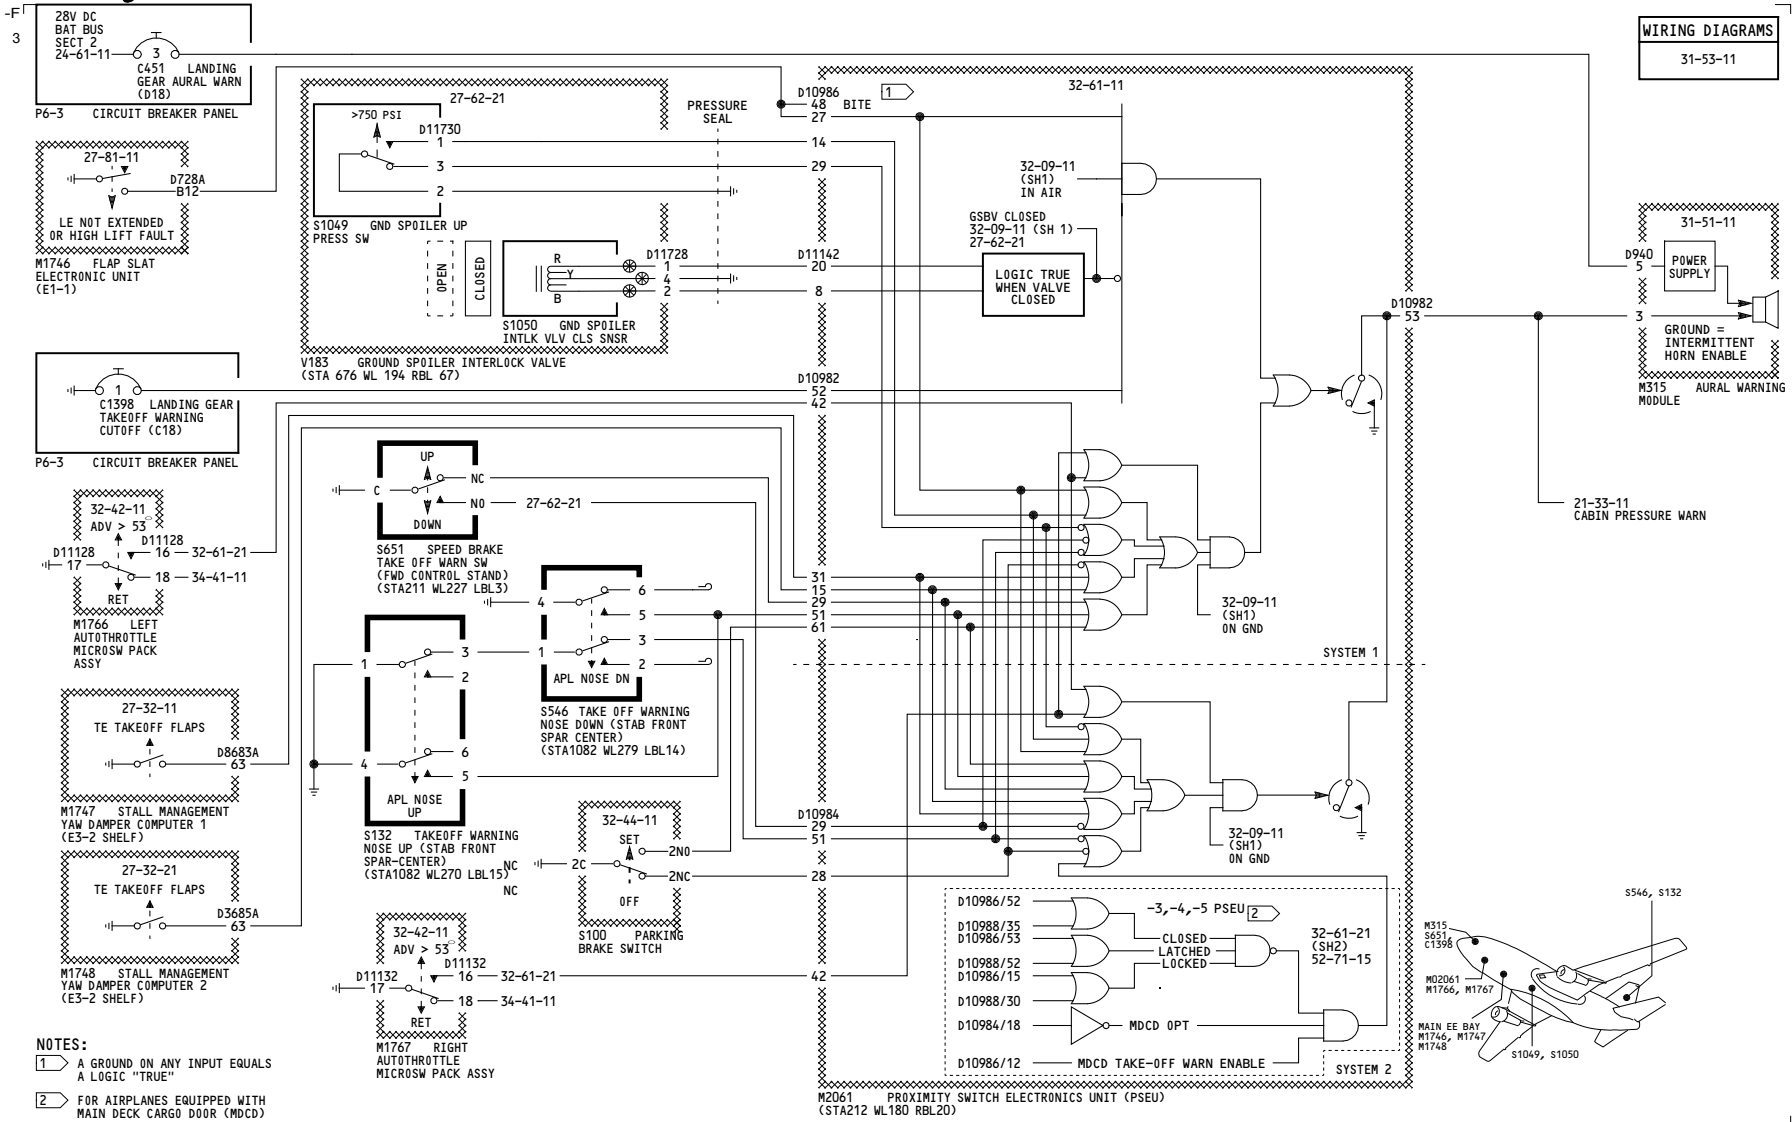 -F
3
28V DC
BAT BUS
SECT 2
24-61-11
3
C451 LANDING
GEAR AURAL WARN
(D18)
P6-3 CIRCUIT BREAKER PANEL
WIRING DIAGRAMS
31-53-11
27-81-11
D728A
B12
LE NOT EXTENDED
OR HIGH LIFT FAULT
M1746 FLAP SLAT
ELECTRONIC UNIT
(E1-1)
27-62-21
>750 PSI
D11730
1
3
2
S1049 GND SPOILER UP
PRESS SW
PRESSURE
SEAL
OPEN
CLOSED
R
Y
B
D11728
1
4
2
S1050 GND SPOILER
INTLK VLV CLS SNSR
V183 GROUND SPOILER INTERLOCK VALVE
(STA 676 WL 194 RBL 67)
D10986
48 BITE
1
27
14
29
32-61-11
32-09-11
(SH1)
IN AIR
GSBV CLOSED
32-09-11 (SH 1)
27-62-21
D11142
20
8
LOGIC TRUE
WHEN VALVE
CLOSED
D10982
53
31-51-11
D940
5
POWER
SUPPLY
3
GROUND =
INTERMITTENT
HORN ENABLE
M315 AURAL WARNING
MODULE
21-33-11
CABIN PRESSURE WARN
1
C1398 LANDING GEAR
TAKEOFF WARNING
CUTOFF (C18)
P6-3 CIRCUIT BREAKER PANEL
D10982
52
42
UP
C
NC
NO
27-62-21
DOWN
S651 SPEED BRAKE
TAKE OFF WARN SW
(FWD CONTROL STAND)
(STA211 WL227 LBL3)
32-42-11
ADV > 53°
D11128
16 32-61-21
D11128
17
18 34-41-11
RET
M1766 LEFT
AUTOTHROTTLE
MICROSW PACK
ASSY
4
6
5
3
1
2
APL NOSE DN
S546 TAKE OFF WARNING
NOSE DOWN (STAB FRONT
SPAR CENTER)
(STA1082 WL279 LBL14)
31
15
29
51
61
32-09-11
(SH1)
ON GND
SYSTEM 1
1
3
2
6
4
5
APL NOSE
UP
S132 TAKEOFF WARNING
NOSE UP (STAB FRONT
SPAR-CENTER)
(STA1082 WL270 LBL15)
NC
NC
27-32-11
TE TAKEOFF FLAPS
D8683A
63
M1747 STALL MANAGEMENT
YAW DAMPER COMPUTER 1
(E3-2 SHELF)
27-32-21
TE TAKEOFF FLAPS
D3685A
63
M1748 STALL MANAGEMENT
YAW DAMPER COMPUTER 2
(E3-2 SHELF)
32-44-11
SET
2NO
2C
2NC
OFF
S100 PARKING
BRAKE SWITCH
D10984
29
51
28
32-09-11
(SH1)
ON GND
32-42-11
ADV > 53°
D11132
16 32-61-21
D11132
17
18 34-41-11
RET
M1767 RIGHT
AUTOTHROTTLE
MICROSW PACK ASSY
42
D10986/52
-3,-4,-5 PSEU
2
D10988/35
D10986/53
CLOSED
LATCHED
LOCKED
D10988/52
D10986/15
D10988/30
32-61-21
(SH2)
52-71-15
D10984/18
MDCD OPT
D10986/12
MDCD TAKE-OFF WARN ENABLE
SYSTEM 2
M2061 PROXIMITY SWITCH ELECTRONICS UNIT (PSEU)
(STA212 WL180 RBL20)
S546, S132
M315
S651,
C1398
M02061
M1766, M1767
MAIN EE BAY
M1746, M1747
M1748
S1049, S1050
NOTES:
1 A GROUND ON ANY INPUT EQUALS
A LOGIC "TRUE"
2 FOR AIRPLANES EQUIPPED WITH
MAIN DECK CARGO DOOR (MDCD)